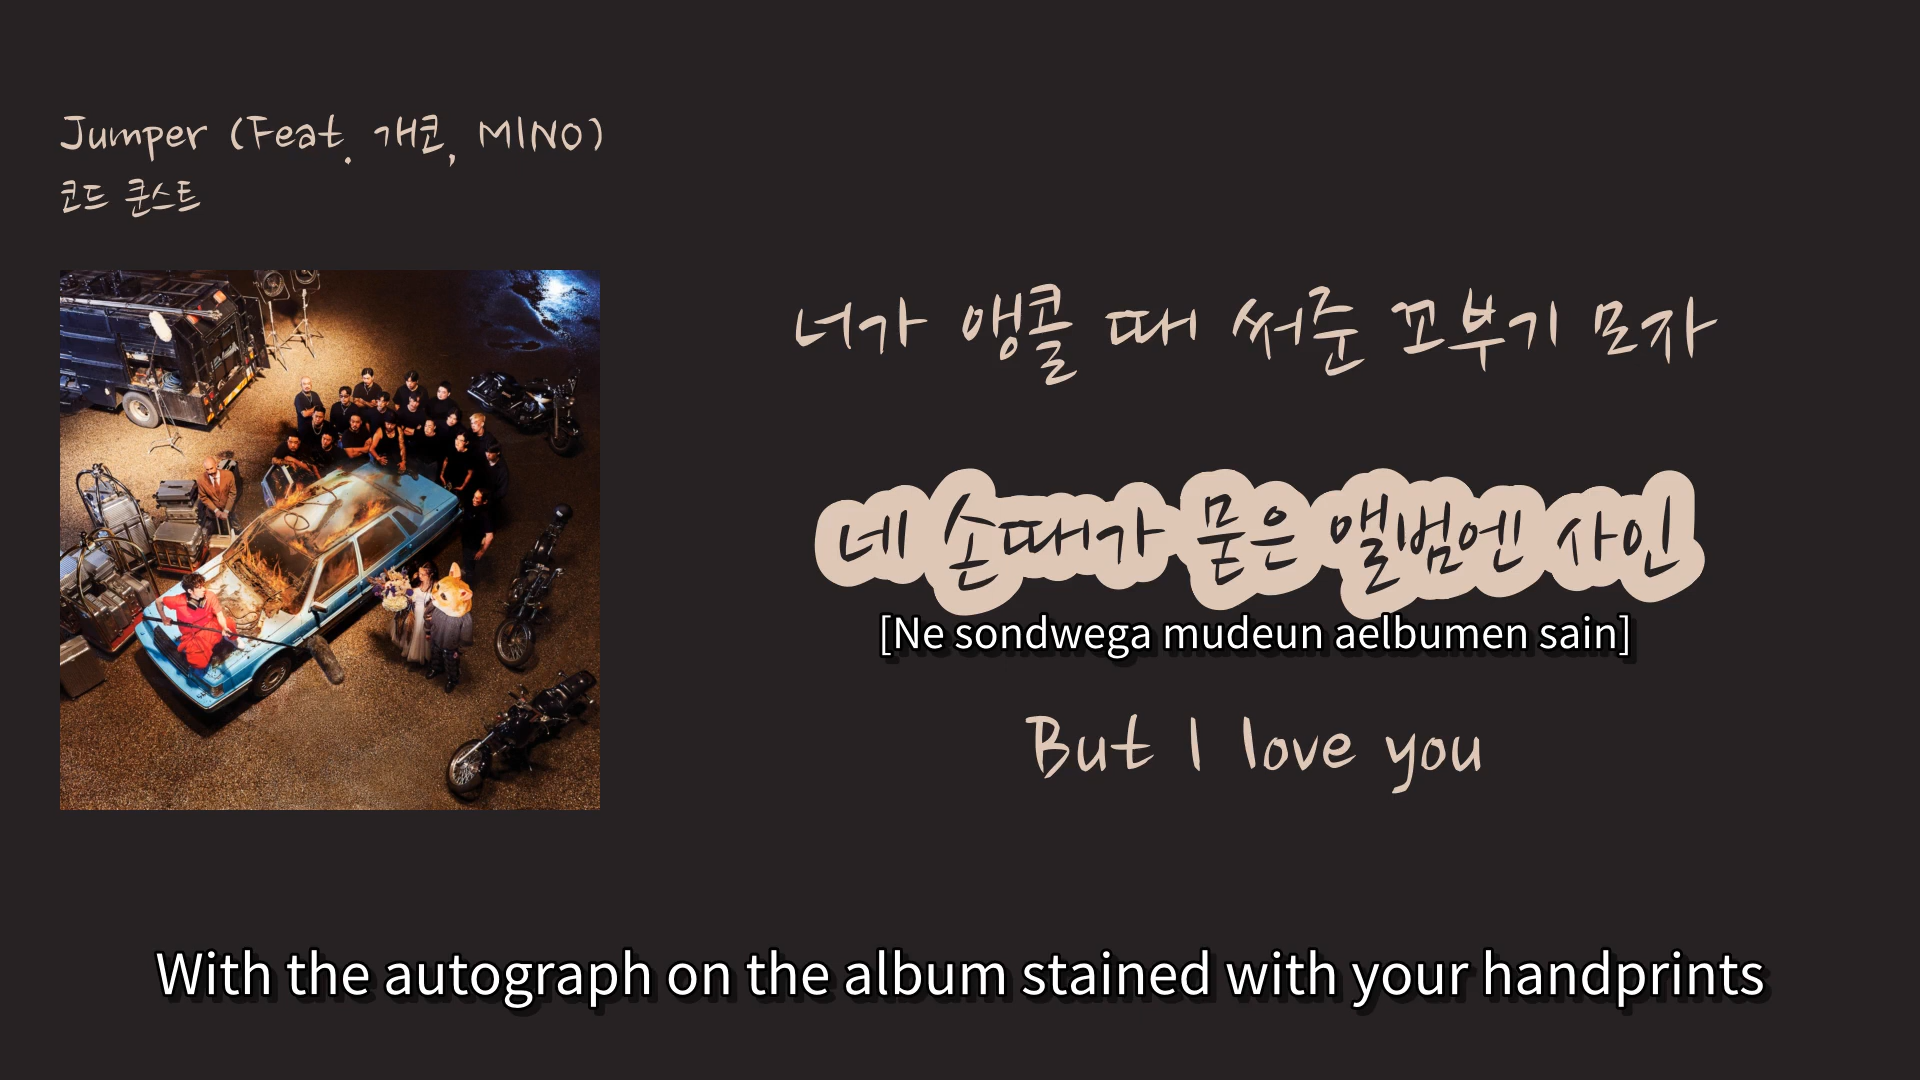 Jumper (Feat. 개코, MINO)
코드 쿤스트
너가 앵콜 때 써준 꼬부기 모자
네 손때가 묻은 앨범엔 사인
[Ne sondwega mudeun aelbumen sain]
But I love you
With the autograph on the album stained with your handprints